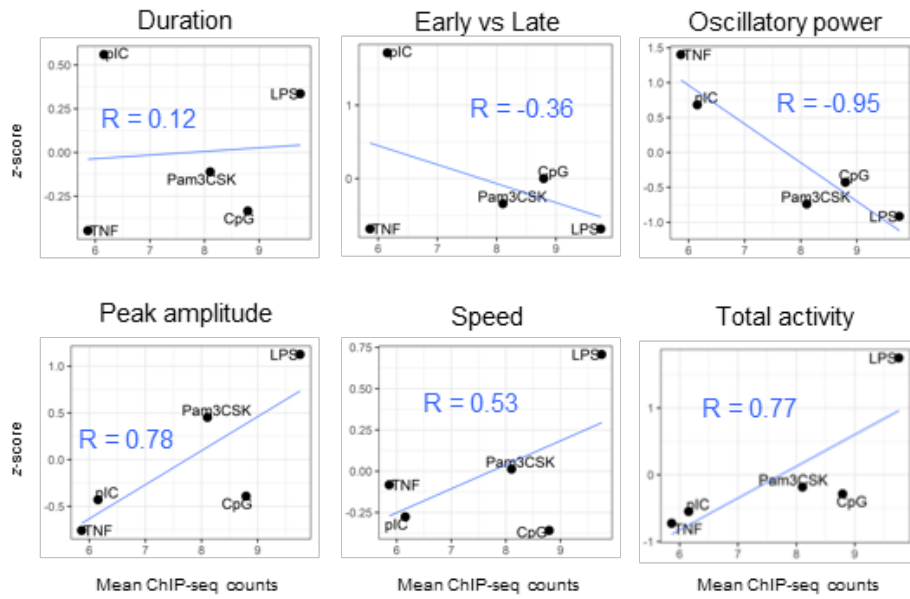 Duration
Early vs Late
Oscillatory power
z-score
0.50
0.25
0.00
-0.25
6
7
8
9
pIC
LPS
R = 0.12
Pam3CSK
CpG
TNF
1
0
6
7
8
9
pIC
R = -0.36
CpG
Pam3CSK
TNF
LPS
1.5
1.0
0.5
0.0
-0.5
-1.0
6
7
8
9
TNF
pIC
R = -0.95
CpG
Pam3CSK
LPS
Peak amplitude
Speed
Total activity
z-score
1.0
0.5
0.0
-0.5
6
7
8
9
LPS
Pam3CSK
R = 0.78
pIC
CpG
TNF
0.75
0.50
0.25
0.00
-0.25
6
7
8
9
LPS
R = 0.53
Pam3CSK
TNF
pIC
CpG
1
0
-1
6
7
8
9
LPS
R = 0.77
Pam3CSK
CpG
pIC
TNF
Mean ChIP-seq counts
Mean ChIP-seq counts
Mean ChIP-seq counts